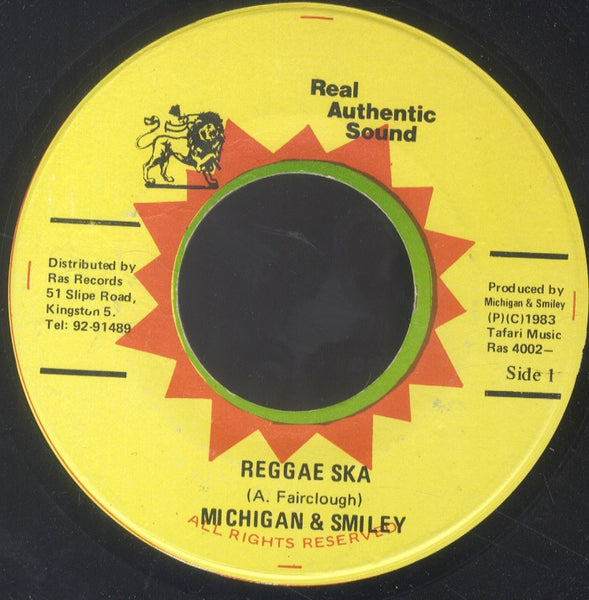 Real
Authentic
Sound
Distributed by
Ras Records
51 Slipe Road,
Kingston 5.
Tel: 92-91489
Produced by
Michigan & Smiley
(P)(C)1983
Tafari Music
Ras 4002—
Side 1
REGGAE SKA
(A. Fairclough)
MICHIGAN & SMILEY
ALL RIGHTS RESERVED